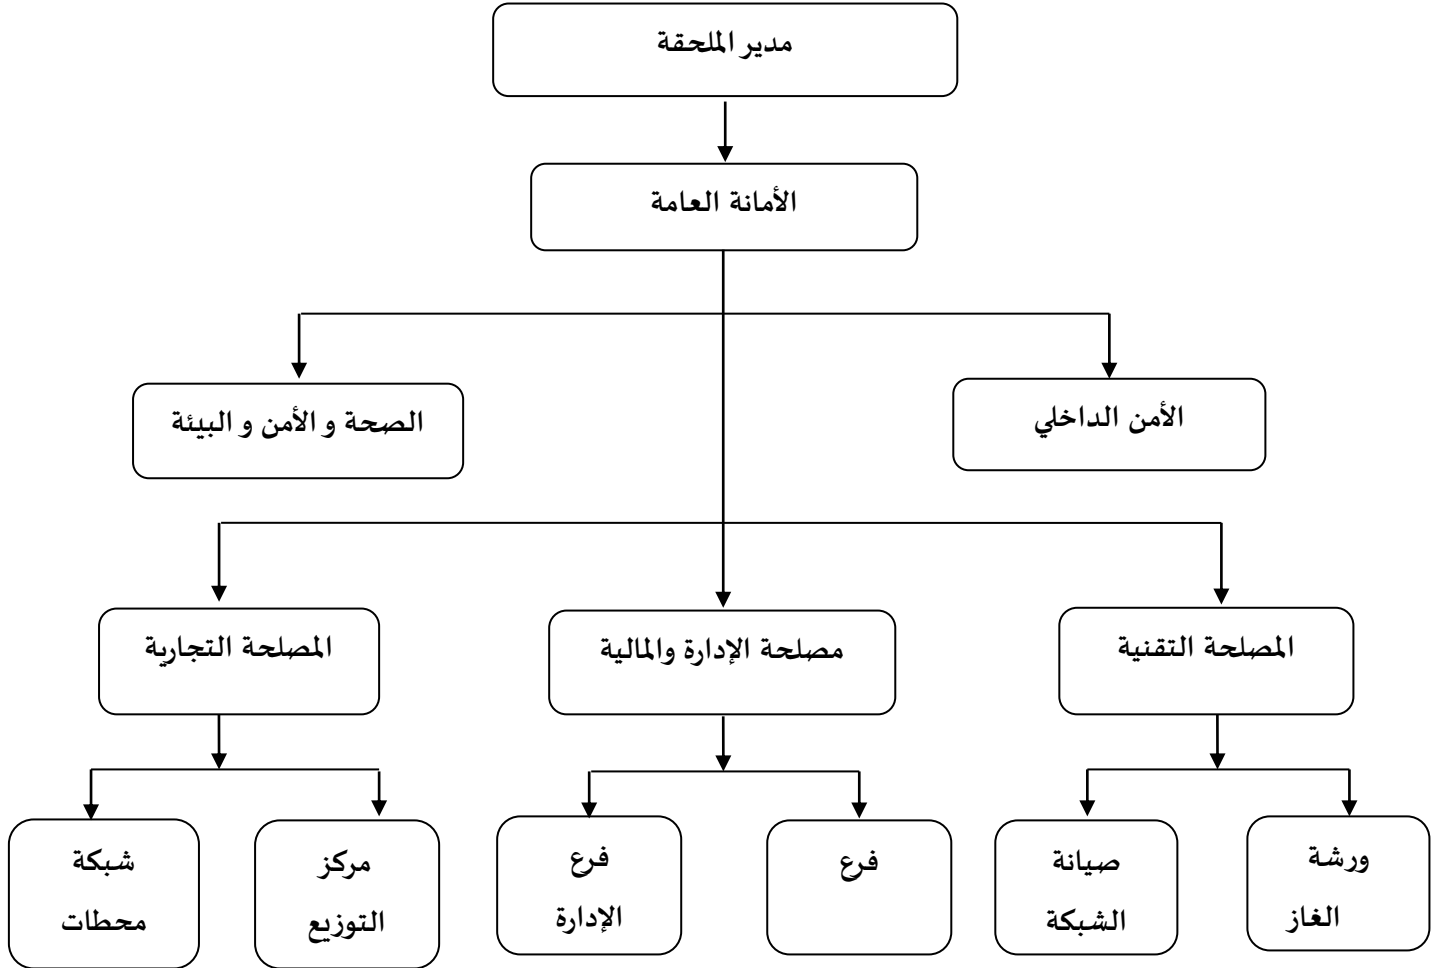 مدير الملحقة
الأمانة العامة
الأمن الداخلي
الصحة و الأمن و البيئة
المصلحة التقنية
مصلحة الإدارة والمالية
المصلحة التجارية
ورشة
الغاز
صيانة
الشبكة
فرع
فرع
الإدارة
مركز
التوزيع
شبكة
محطات